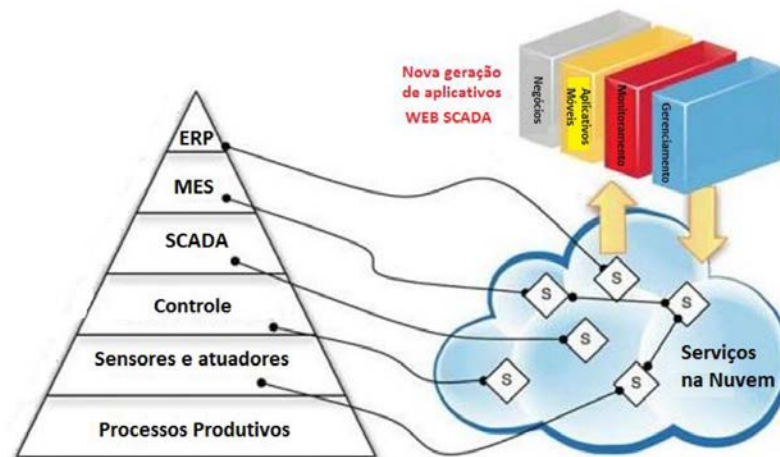 Nova geração
de aplicativos
WEB SCADA
Negócios
Aplicativos
Móveis
Monitoramento
Gerenciamento
ERP
MES
SCADA
Controle
Sensores e atuadores
Processos Produtivos
S
S
S
S
S
S
Serviços
na Nuvem